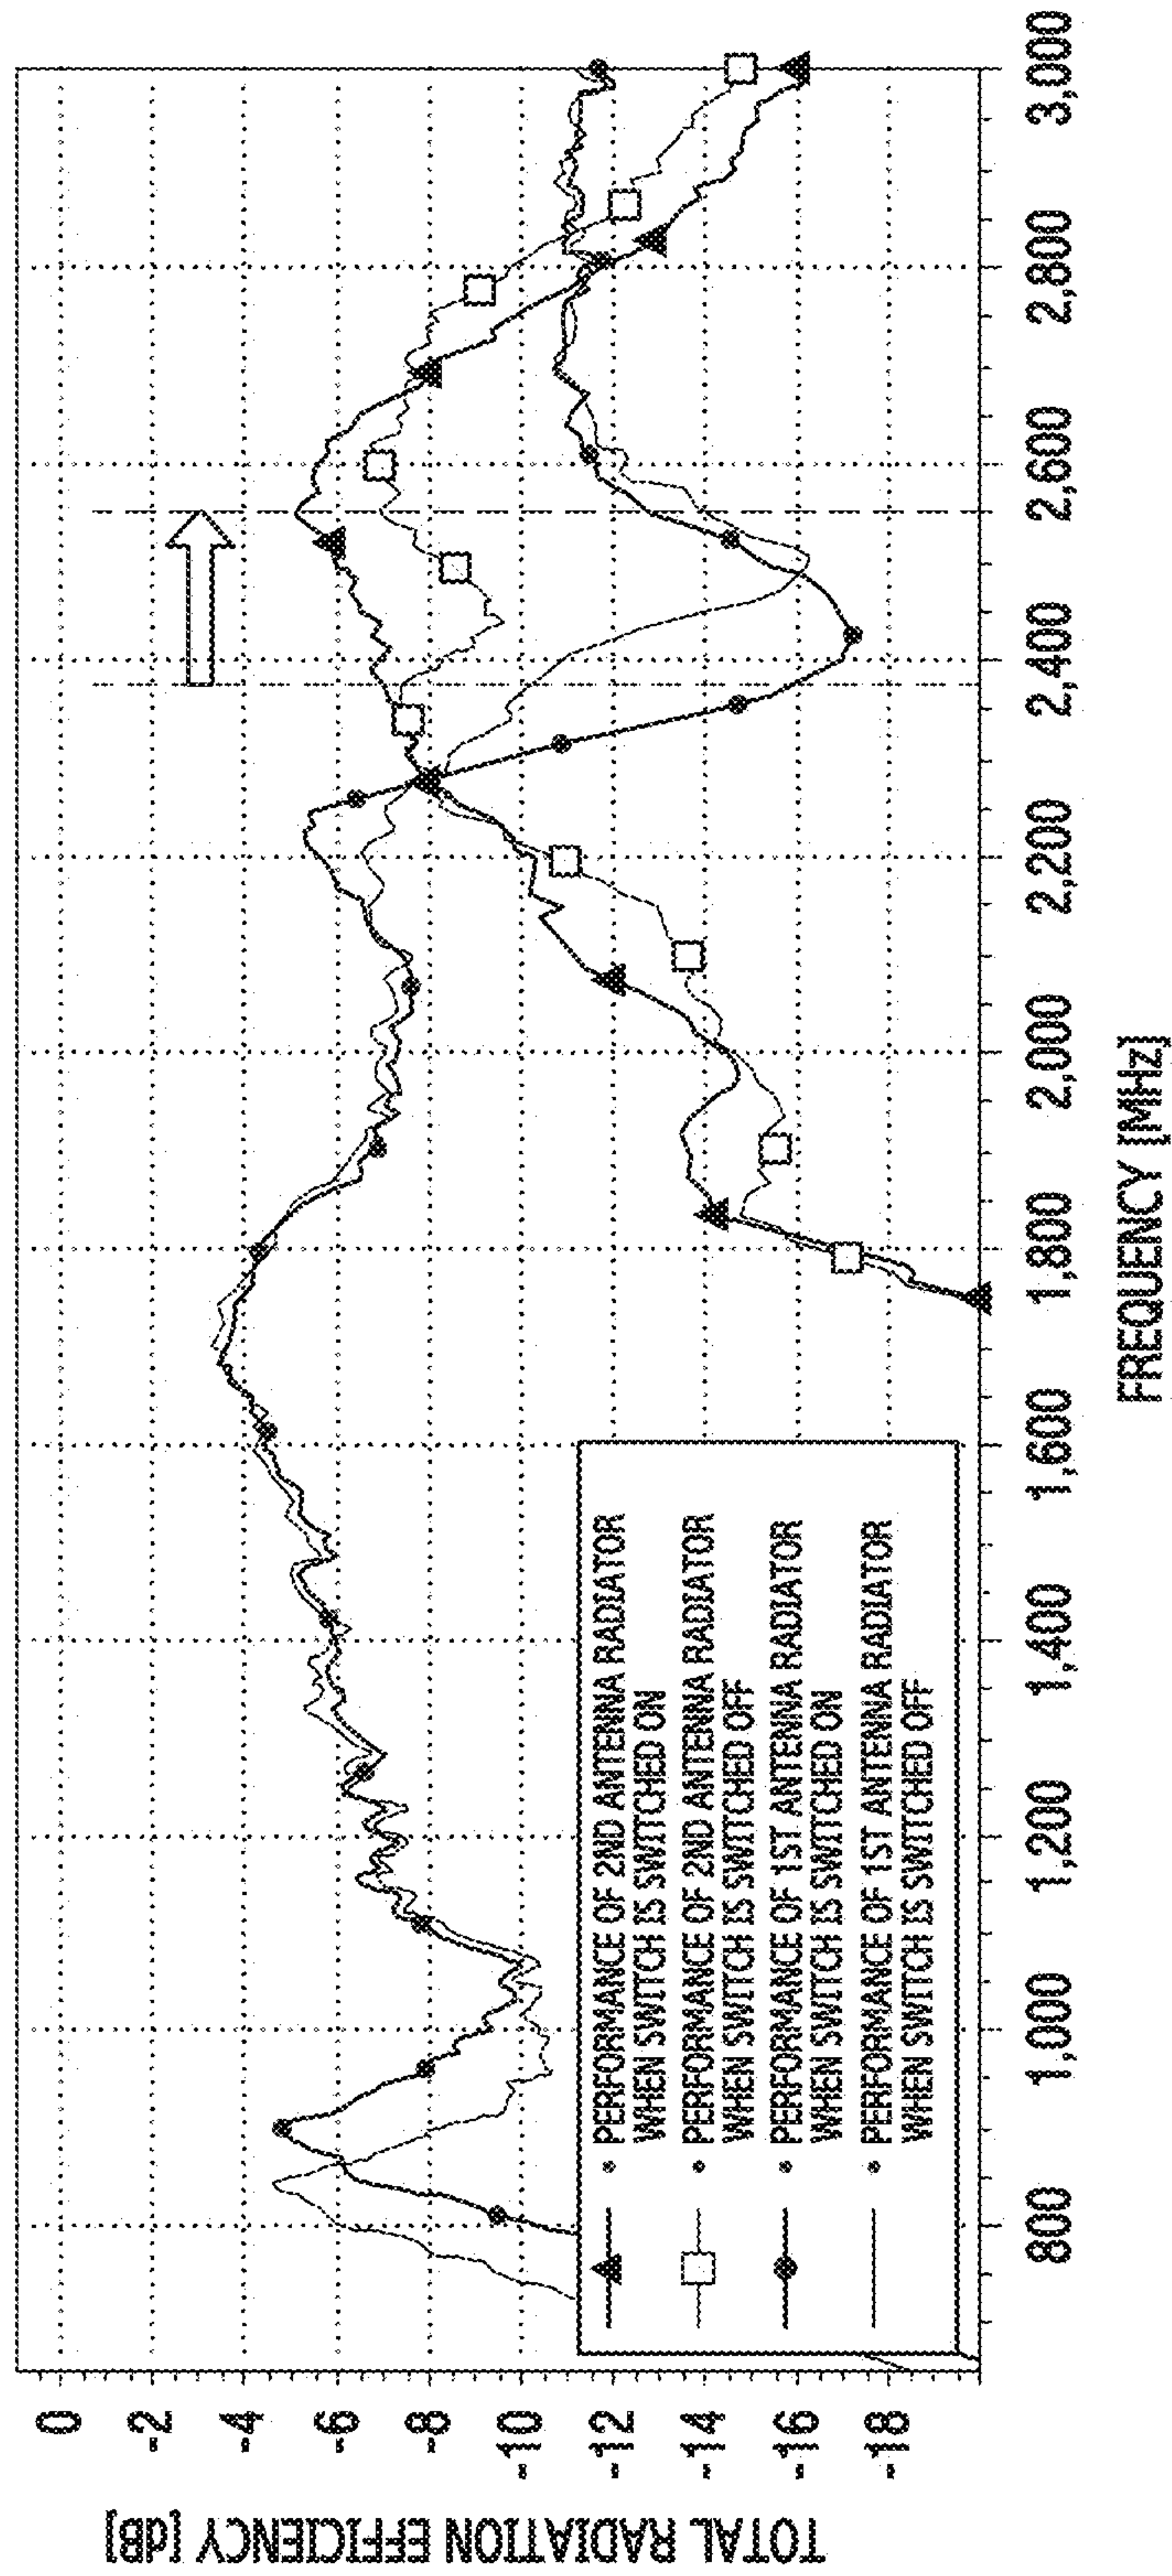 TOTAL RADIATION EFFICIENCY [dB]
0
-2
-4
-6
-8
-10
-12
-14
-16
-18
PERFORMANCE OF 2ND ANTENNA RADIATOR
WHEN SWITCH IS SWITCHED ON
PERFORMANCE OF 2ND ANTENNA RADIATOR
WHEN SWITCH IS SWITCHED OFF
PERFORMANCE OF 1ST ANTENNA RADIATOR
WHEN SWITCH IS SWITCHED ON
PERFORMANCE OF 1ST ANTENNA RADIATOR
WHEN SWITCH IS SWITCHED OFF
800
1,000
1,200
1,400
1,600
1,800
2,000
2,200
2,400
2,600
2,800
3,000
FREQUENCY [MHz]